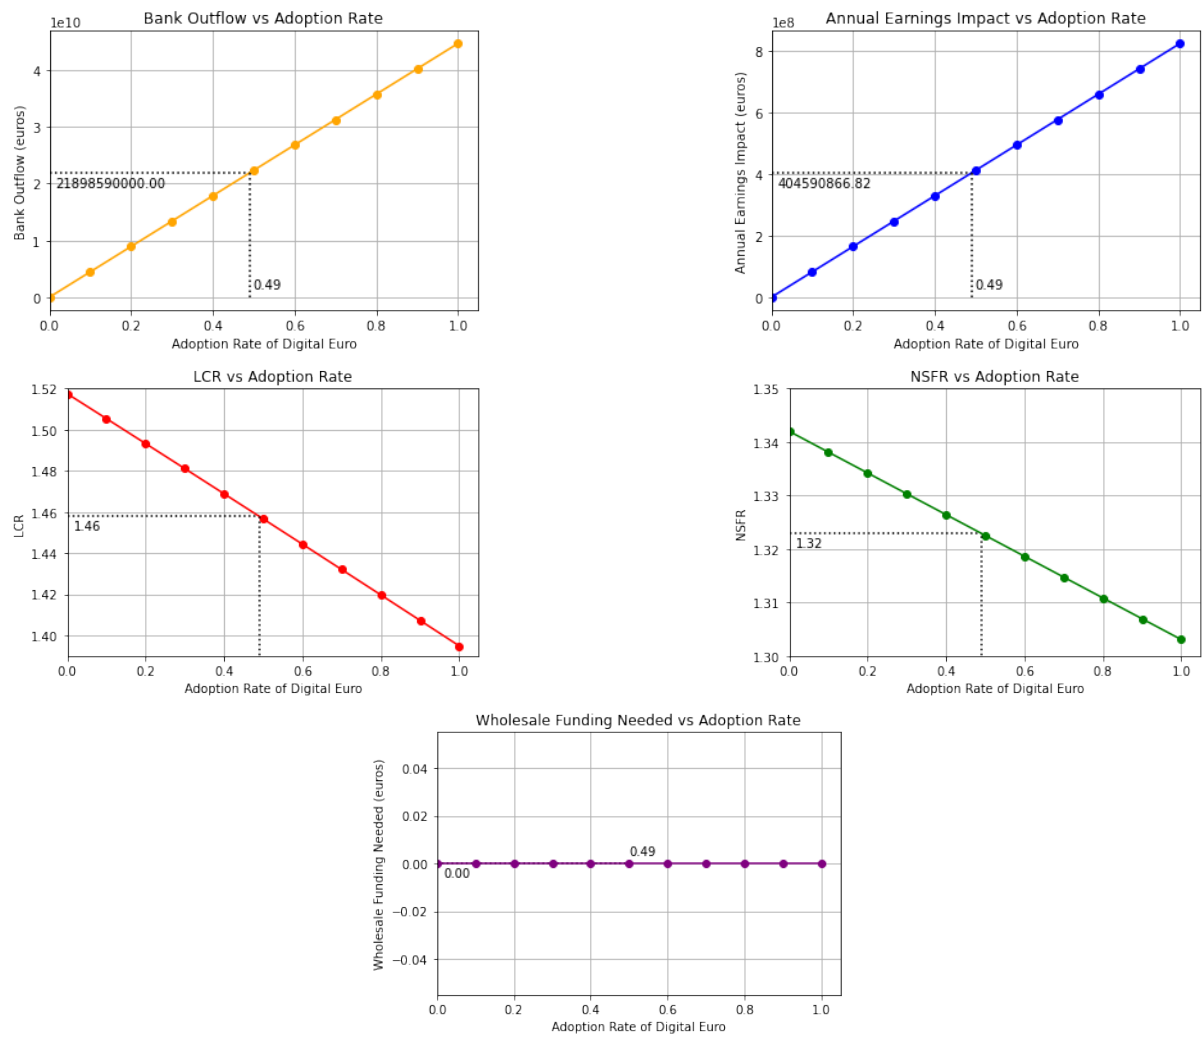 Bank Outflow vs Adoption Rate
1e10
Bank Outflow (euros)
4
3
2
1
0
21898590000.00
0.49
0.0 0.2 0.4 0.6 0.8 1.0
Adoption Rate of Digital Euro
Annual Earnings Impact vs Adoption Rate
1e8
Annual Earnings Impact (euros)
8
6
4
2
0
404590866.82
0.49
0.0 0.2 0.4 0.6 0.8 1.0
Adoption Rate of Digital Euro
LCR vs Adoption Rate
LCR
1.52
1.50
1.48
1.46
1.44
1.42
1.40
1.46
0.0 0.2 0.4 0.6 0.8 1.0
Adoption Rate of Digital Euro
NSFR vs Adoption Rate
NSFR
1.35
1.34
1.33
1.32
1.31
1.30
1.32
0.0 0.2 0.4 0.6 0.8 1.0
Adoption Rate of Digital Euro
Wholesale Funding Needed vs Adoption Rate
Wholesale Funding Needed (euros)
0.04
0.02
0.00
−0.02
−0.04
0.49
0.00
0.0 0.2 0.4 0.6 0.8 1.0
Adoption Rate of Digital Euro